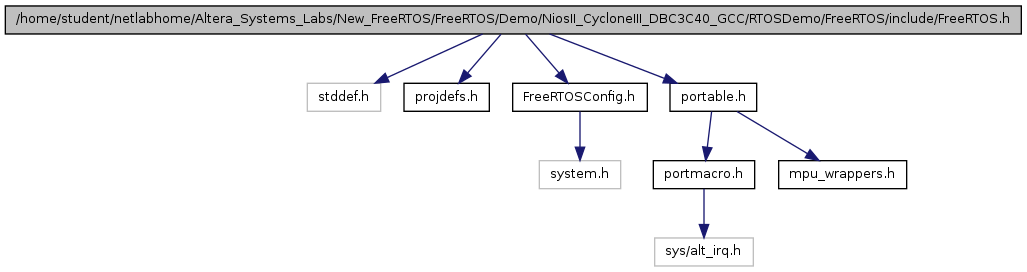 /home/student/netlabhome/Altera_Systems_Labs/New_FreeRTOS/FreeRTOS/Demo/NiosII_CycloneIII_DBC3C40_GCC/RTOSDemo/FreeRTOS/include/FreeRTOS.h
stddef.h
projdefs.h
FreeRTOSConfig.h
portable.h
system.h
portmacro.h
mpu_wrappers.h
sys/alt_irq.h